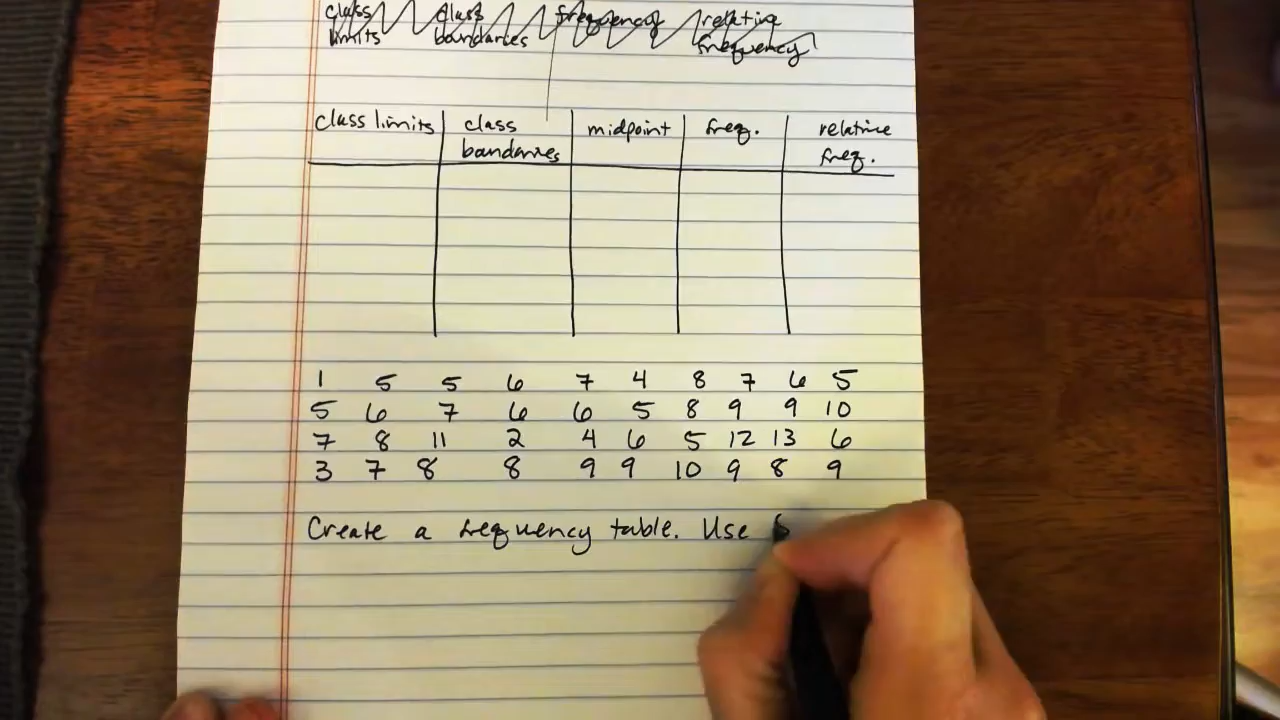 class class frequency relative
limits boundaries frequency
class limits class midpoint freq. relative
boundaries freq.
1 5 5 6 7 4 8 7 6 5
5 6 7 6 6 5 8 9 9 10
7 8 11 2 4 6 5 12 13 6
3 7 8 8 9 9 10 9 8 9
Create a frequency table. Use